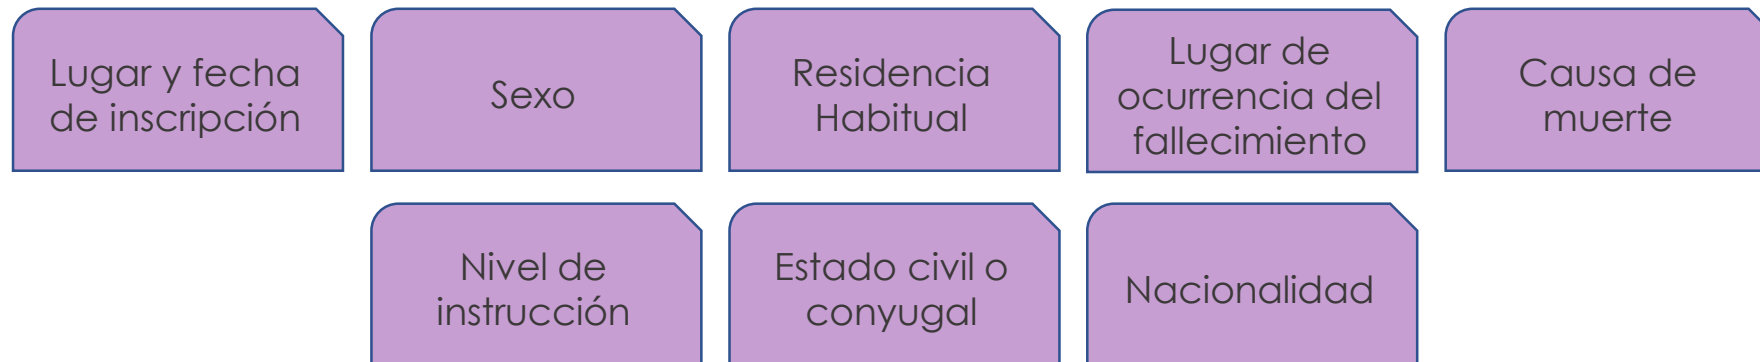 Lugar y fecha
de inscripción
Sexo
Residencia
Habitual
Lugar de
ocurrencia del
fallecimiento
Causa de
muerte
Nivel de
instrucción
Estado civil o
conyugal
Nacionalidad